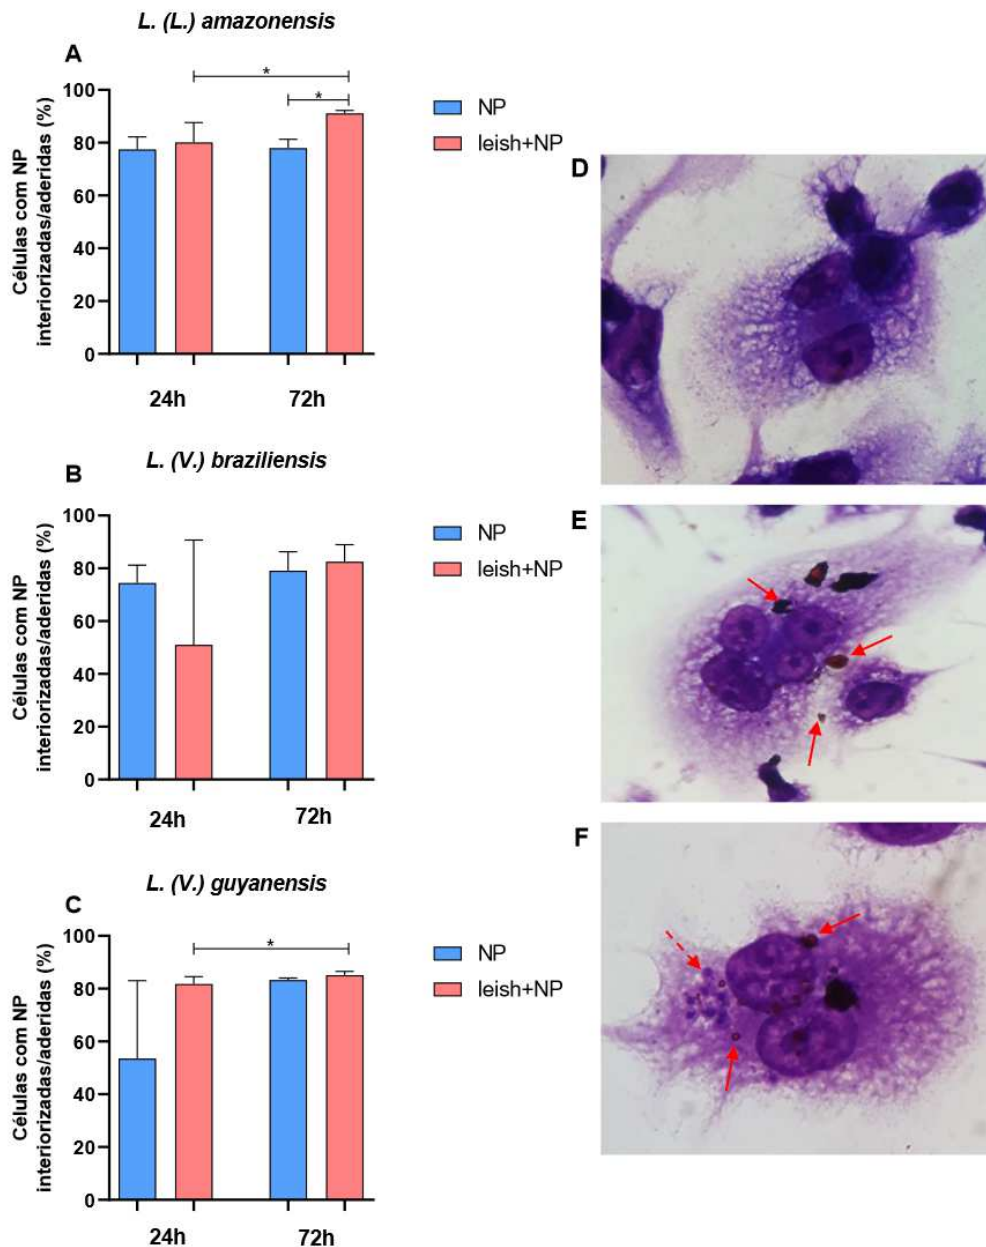 L. (L.) amazonensis
A
Células com NP
interiorizadas/aderidas (%)
100
80
60
40
20
0
*
*
24h
72h
NP
leish+NP
D
L. (V.) braziliensis
B
Células com NP
interiorizadas/aderidas (%)
100
80
60
40
20
0
24h
72h
NP
leish+NP
E
L. (V.) guyanensis
C
Células com NP
interiorizadas/aderidas (%)
100
80
60
40
20
0
*
24h
72h
NP
leish+NP
F